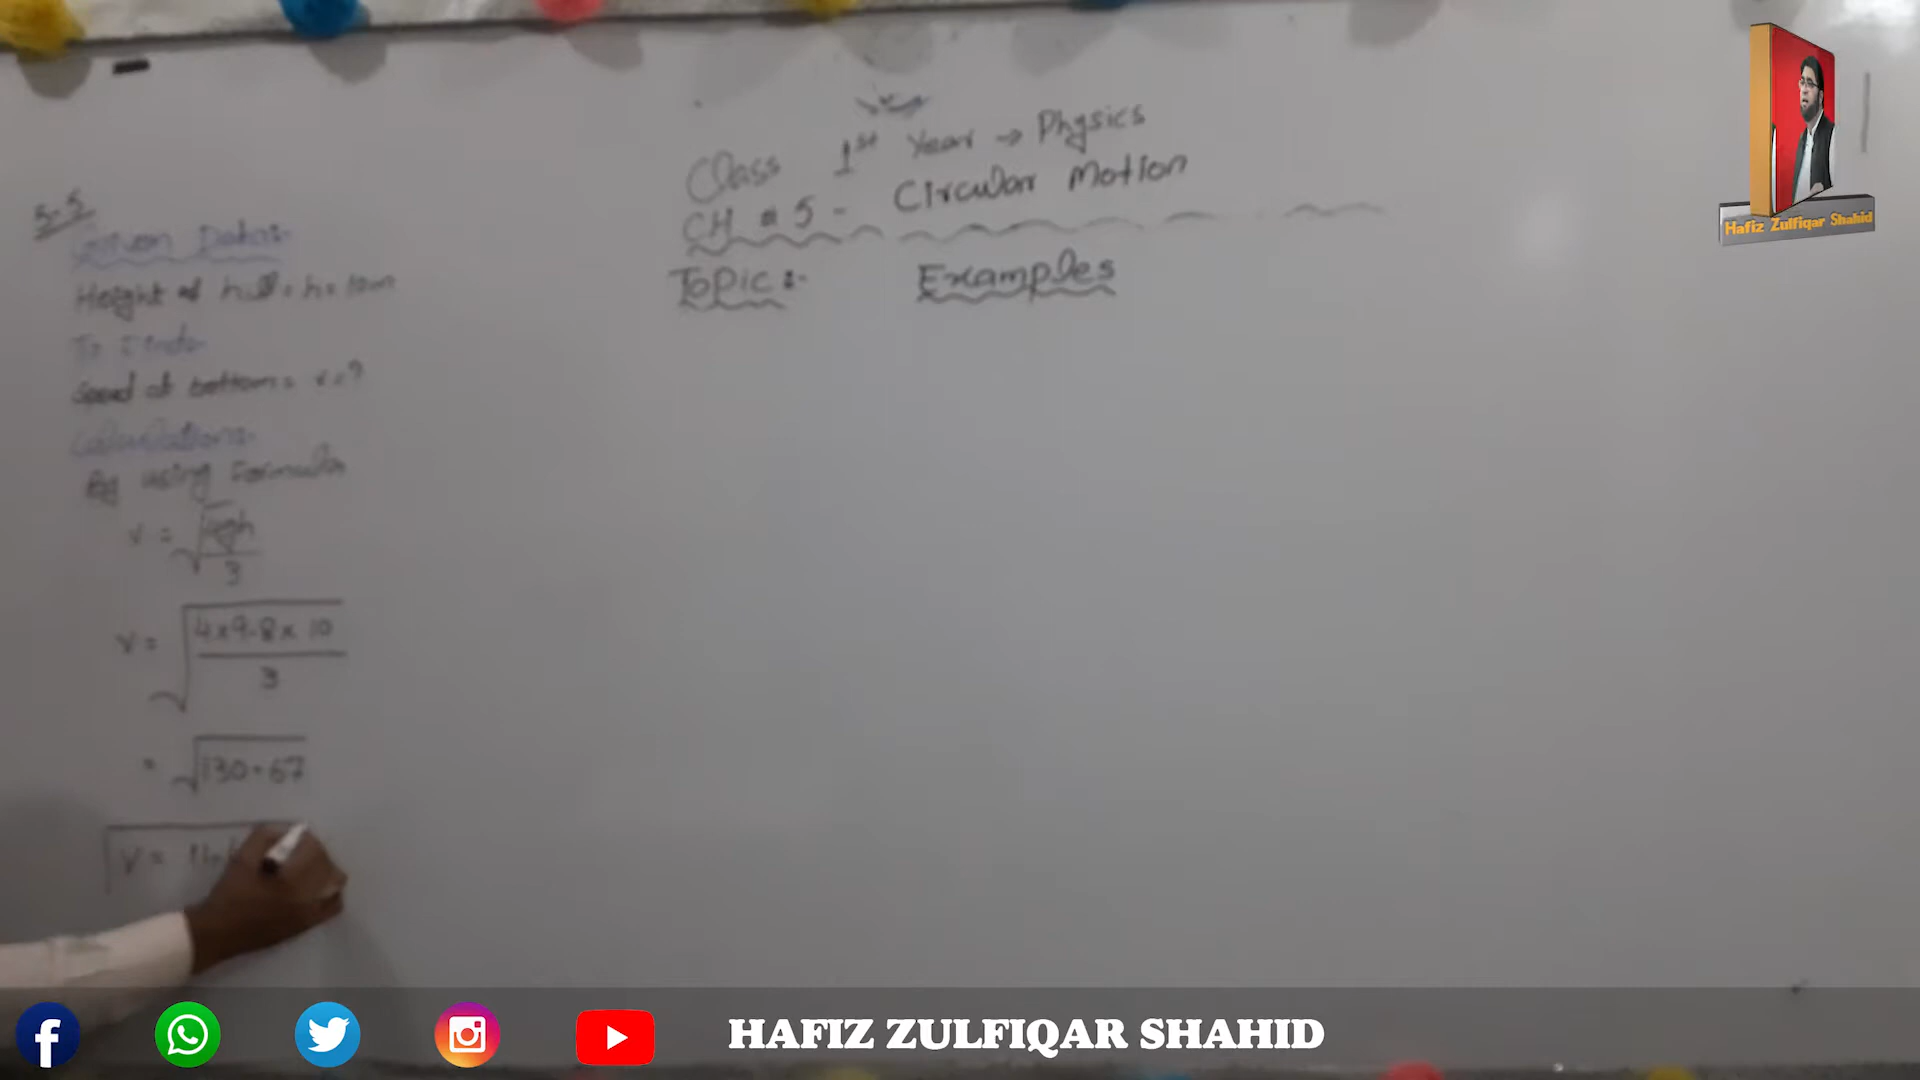 Class 1st Year → Physics
CH # 5 - Circular Motion
Topic:- Examples
5.5
Given Data:-
Height of hill = h = 10m
To Find:-
Speed at bottom = v = ?
Calculations:-
By using Formula
v = √4gh/3
v = √4×9.8×10/3
= √130.67
v = 11.
Hafiz Zulfiqar Shahid
HAFIZ ZULFIQAR SHAHID